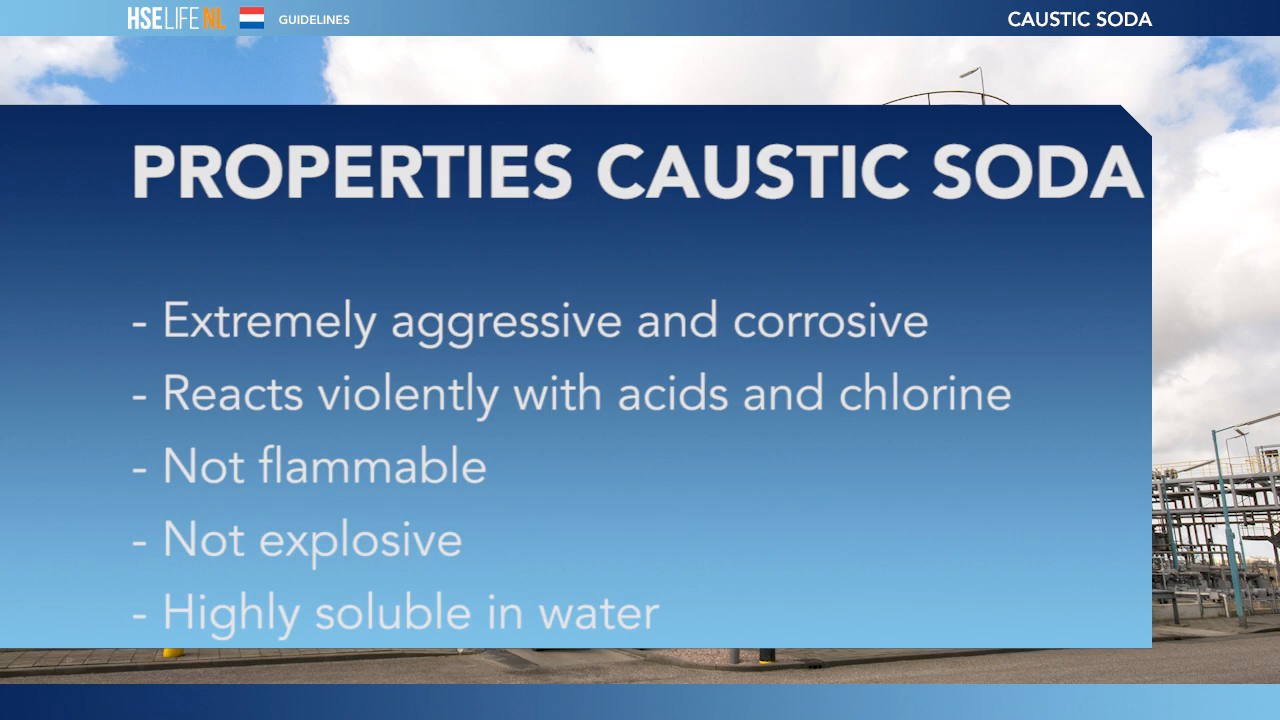 HSELIFE NL GUIDELINES CAUSTIC SODA
PROPERTIES CAUSTIC SODA
- Extremely aggressive and corrosive
- Reacts violently with acids and chlorine
- Not flammable
- Not explosive
- Highly soluble in water